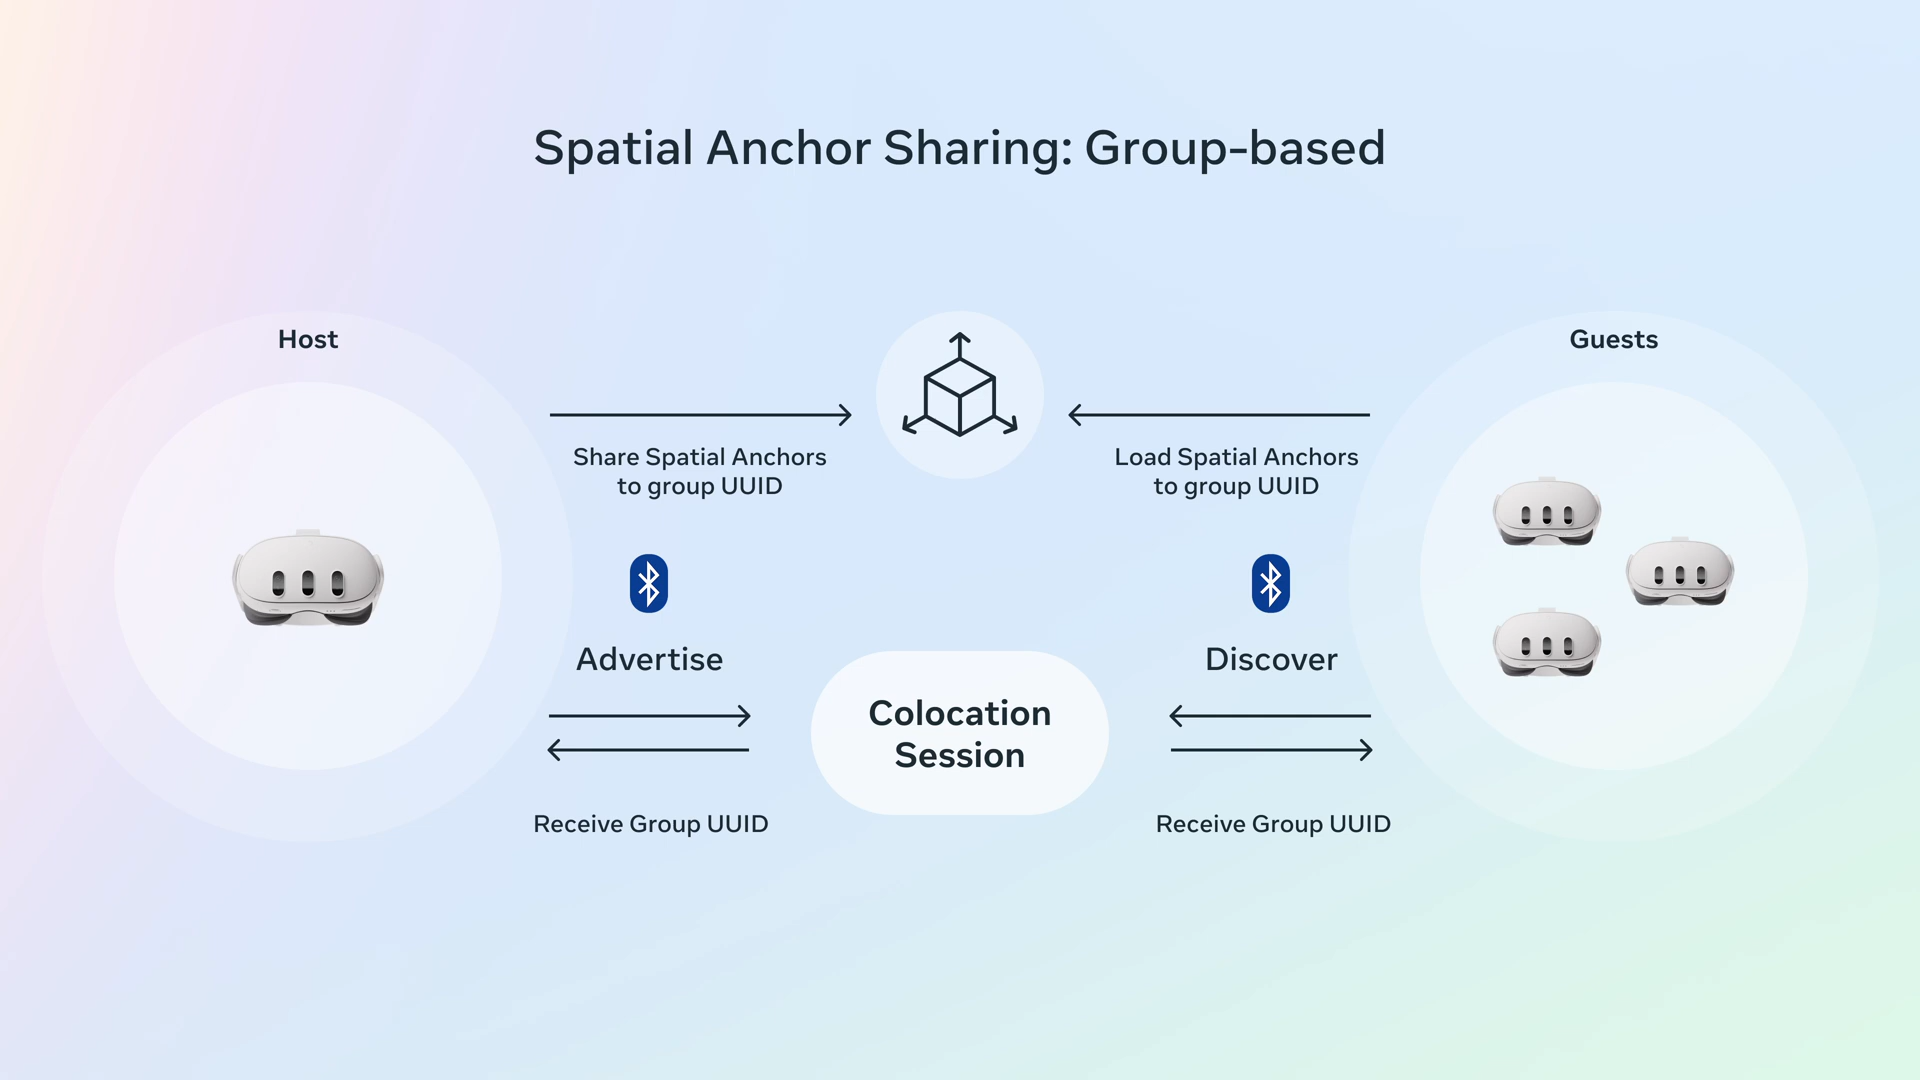 Spatial Anchor Sharing: Group-based
Host
Guests
Share Spatial Anchors
to group UUID
Load Spatial Anchors
to group UUID
Advertise
Discover
Colocation
Session
Receive Group UUID
Receive Group UUID